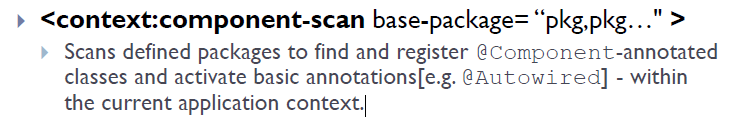 <context:component-scan base-package= “pkg,pkg…" >
Scans defined packages to find and register @Component-annotated
classes and activate basic annotations[e.g. @Autowired] - within
the current application context.